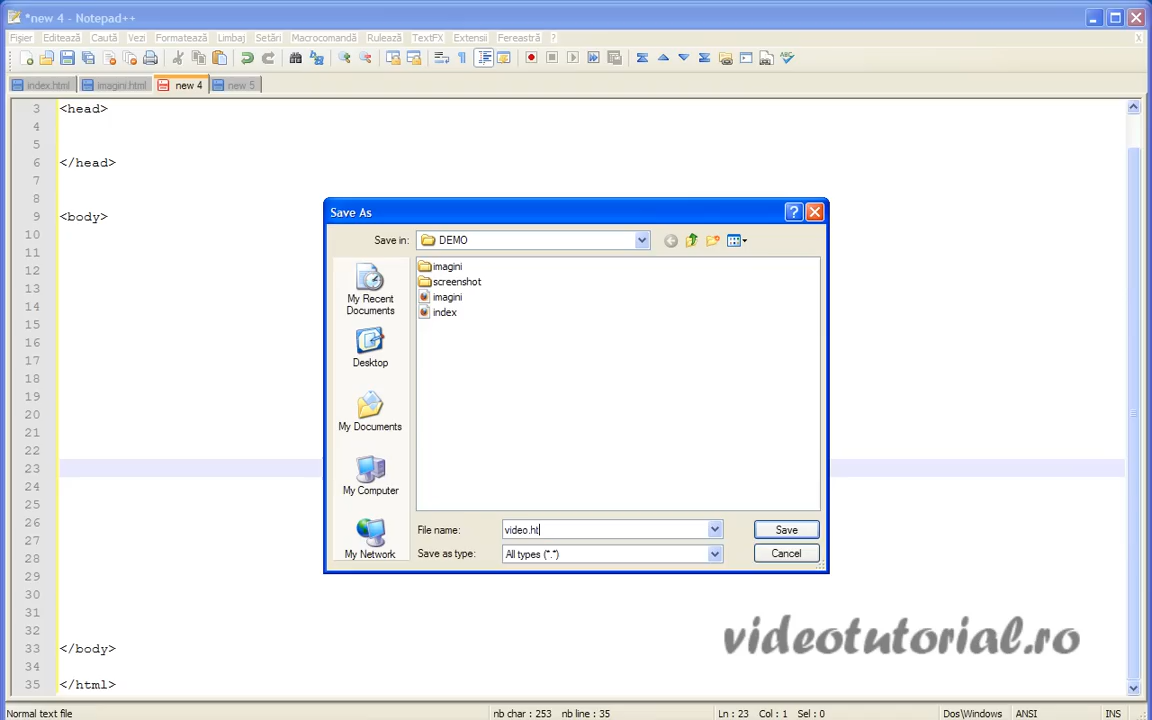 *new 4 - Notepad++
Fişier Editează Caută Vezi Formatează Limbaj Setări Macrocomandă Rulează TextFX Extensii Fereastră ? X
index.html imagini.html new 4 new 5
3 <head>
4
5
6 </head>
7
8
9 <body>
10
11
12
13
14
15
16
17
18
19
20
21
22
23
24
25
26
27
28
29
30
31
32
33 </body>
34
35 </html>
Save As
Save in: DEMO
My Recent
Documents
Desktop
My Documents
My Computer
My Network
imagini
screenshot
imagini
index
File name: video.ht Save
Save as type: All types (*.*) Cancel
videotutorial.ro
Normal text file nb char : 253 nb line : 35 Ln : 23 Col : 1 Sel : 0 Dos\Windows ANSI INS